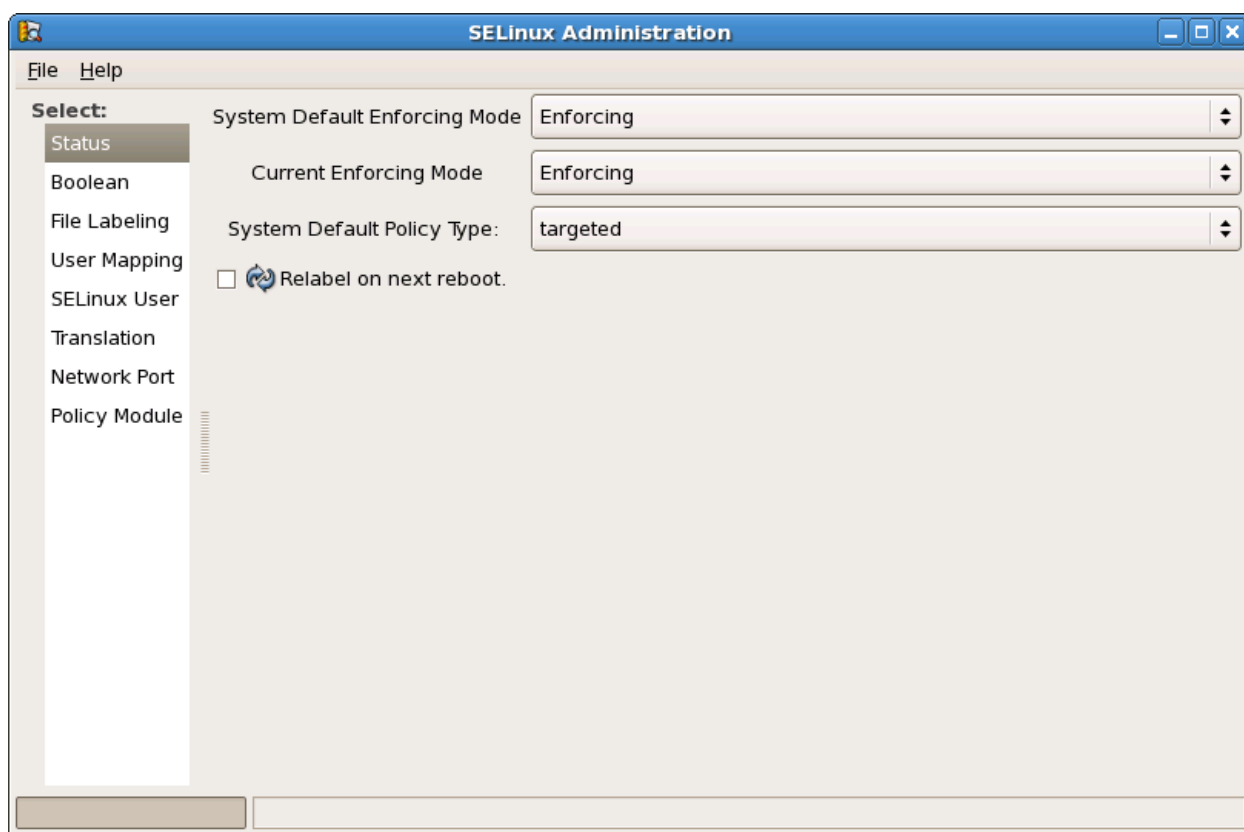 SELinux Administration
File Help
Select:
Status
Boolean
File Labeling
User Mapping
SELinux User
Translation
Network Port
Policy Module
System Default Enforcing Mode Enforcing
Current Enforcing Mode Enforcing
System Default Policy Type: targeted
Relabel on next reboot.